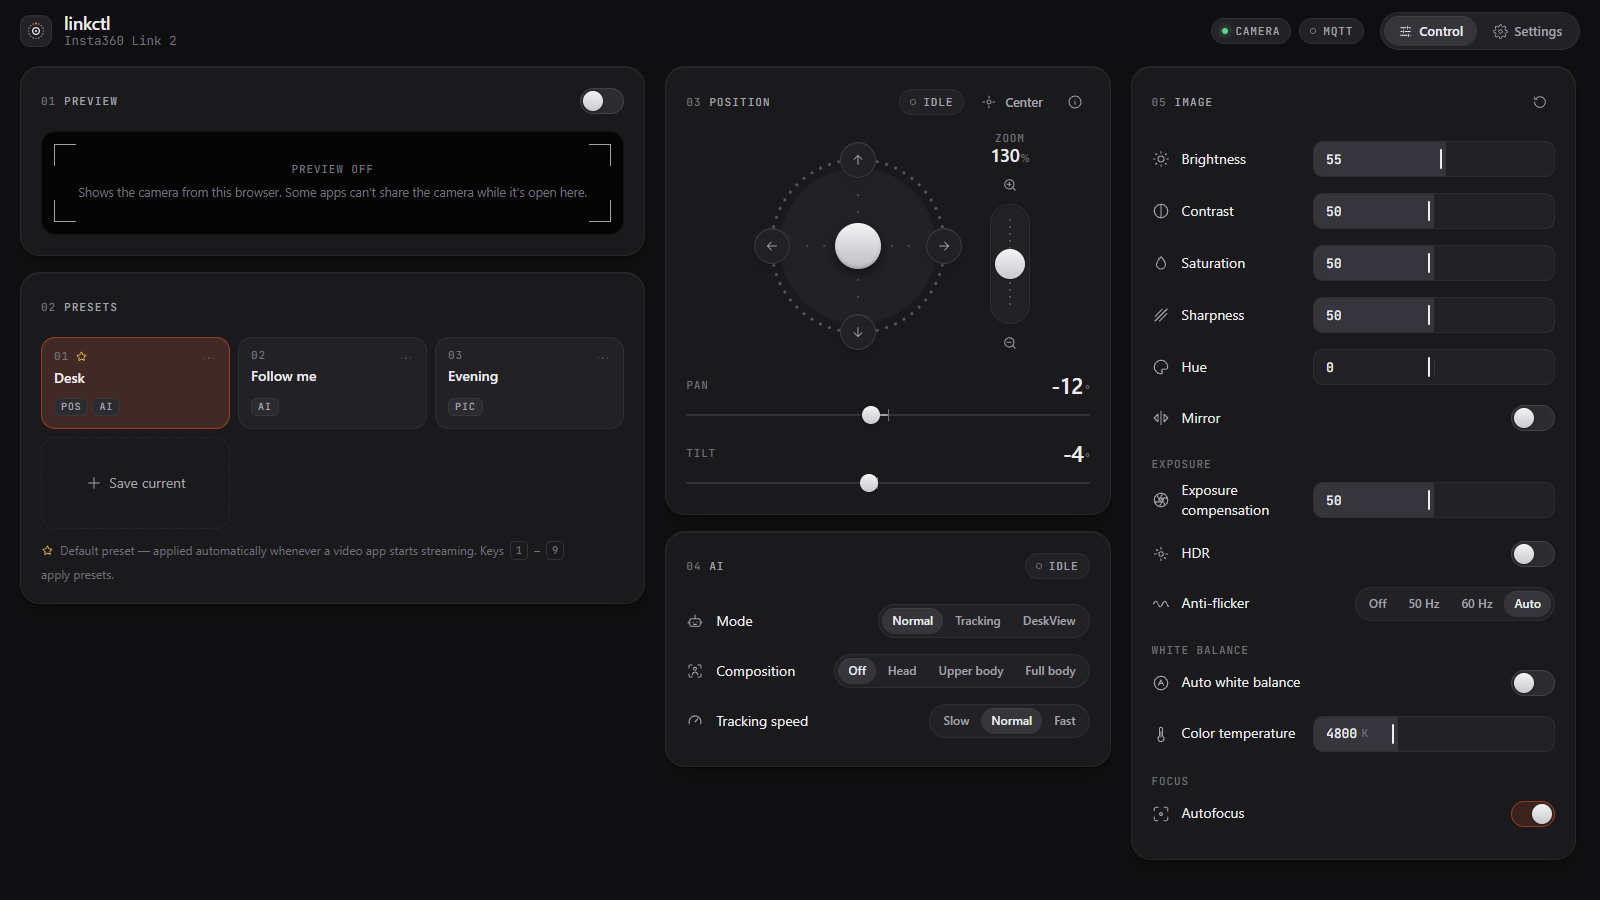 linkctl
Insta360 Link 2
CAMERA
MQTT
Control
Settings
01 PREVIEW
PREVIEW OFF
Shows the camera from this browser. Some apps can't share the camera while it's open here.
02 PRESETS
01
Desk
POS AI
02
Follow me
AI
03
Evening
PIC
Save current
Default preset — applied automatically whenever a video app starts streaming. Keys 1 – 9
apply presets.
03 POSITION
IDLE
Center
ZOOM
130%
PAN
-12°
TILT
-4°
04 AI
IDLE
Mode
Normal Tracking DeskView
Composition
Off Head Upper body Full body
Tracking speed
Slow Normal Fast
05 IMAGE
Brightness
55
Contrast
50
Saturation
50
Sharpness
50
Hue
0
Mirror
EXPOSURE
Exposure
compensation
50
HDR
Anti-flicker
Off 50 Hz 60 Hz Auto
WHITE BALANCE
Auto white balance
Color temperature
4800 K
FOCUS
Autofocus